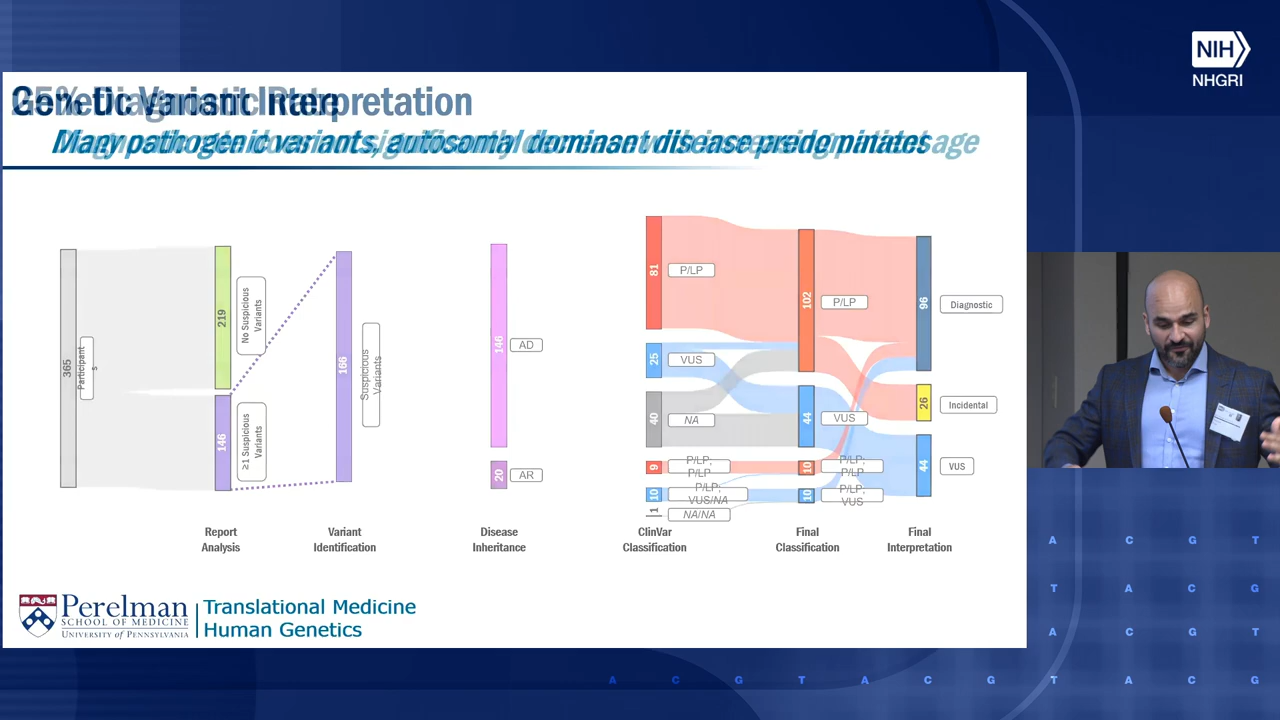 NIH
NHGRI
Genetic Variant Interpretation
Many pathogenic variants, autosomal dominant disease predominates
365
Participant
s
219
No Suspicious
Variants
146
≥1 Suspicious
Variants
166
Suspicious
Variants
146
AD
20
AR
81
P/LP
25
VUS
40
NA
9
P/LP;
P/LP
10
P/LP;
VUS/NA
1
NA/NA
102
P/LP
44
VUS
10
P/LP;
P/LP
10
P/LP;
VUS
96
Diagnostic
26
Incidental
44
VUS
Report
Analysis
Variant
Identification
Disease
Inheritance
ClinVar
Classification
Final
Classification
Final
Interpretation
Perelman
SCHOOL OF MEDICINE
UNIVERSITY of PENNSYLVANIA
Translational Medicine
Human Genetics
A C G T
T A C G
A C G T
A C G T A C G T A C G